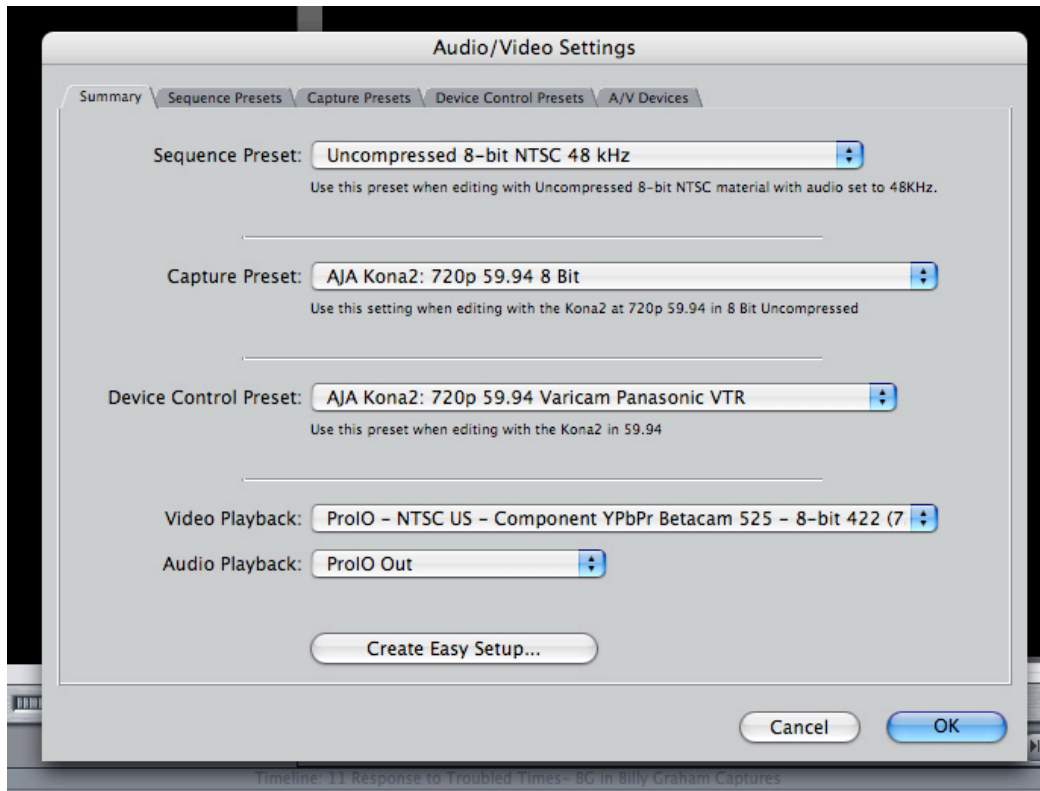 Audio/Video Settings
Summary
Sequence Presets
Capture Presets
Device Control Presets
A/V Devices
Sequence Preset: Uncompressed 8-bit NTSC 48 kHz
Use this preset when editing with Uncompressed 8-bit NTSC material with audio set to 48KHz.
Capture Preset: AJA Kona2: 720p 59.94 8 Bit
Use this setting when editing with the Kona2 at 720p 59.94 in 8 Bit Uncompressed
Device Control Preset: AJA Kona2: 720p 59.94 Varicam Panasonic VTR
Use this preset when editing with the Kona2 in 59.94
Video Playback: ProIO - NTSC US - Component YPbPr Betacam 525 - 8-bit 422 (7
Audio Playback: ProIO Out
Create Easy Setup...
Cancel
OK
Timeline: 11 Response to Troubled Times- BG in Billy Graham Captures